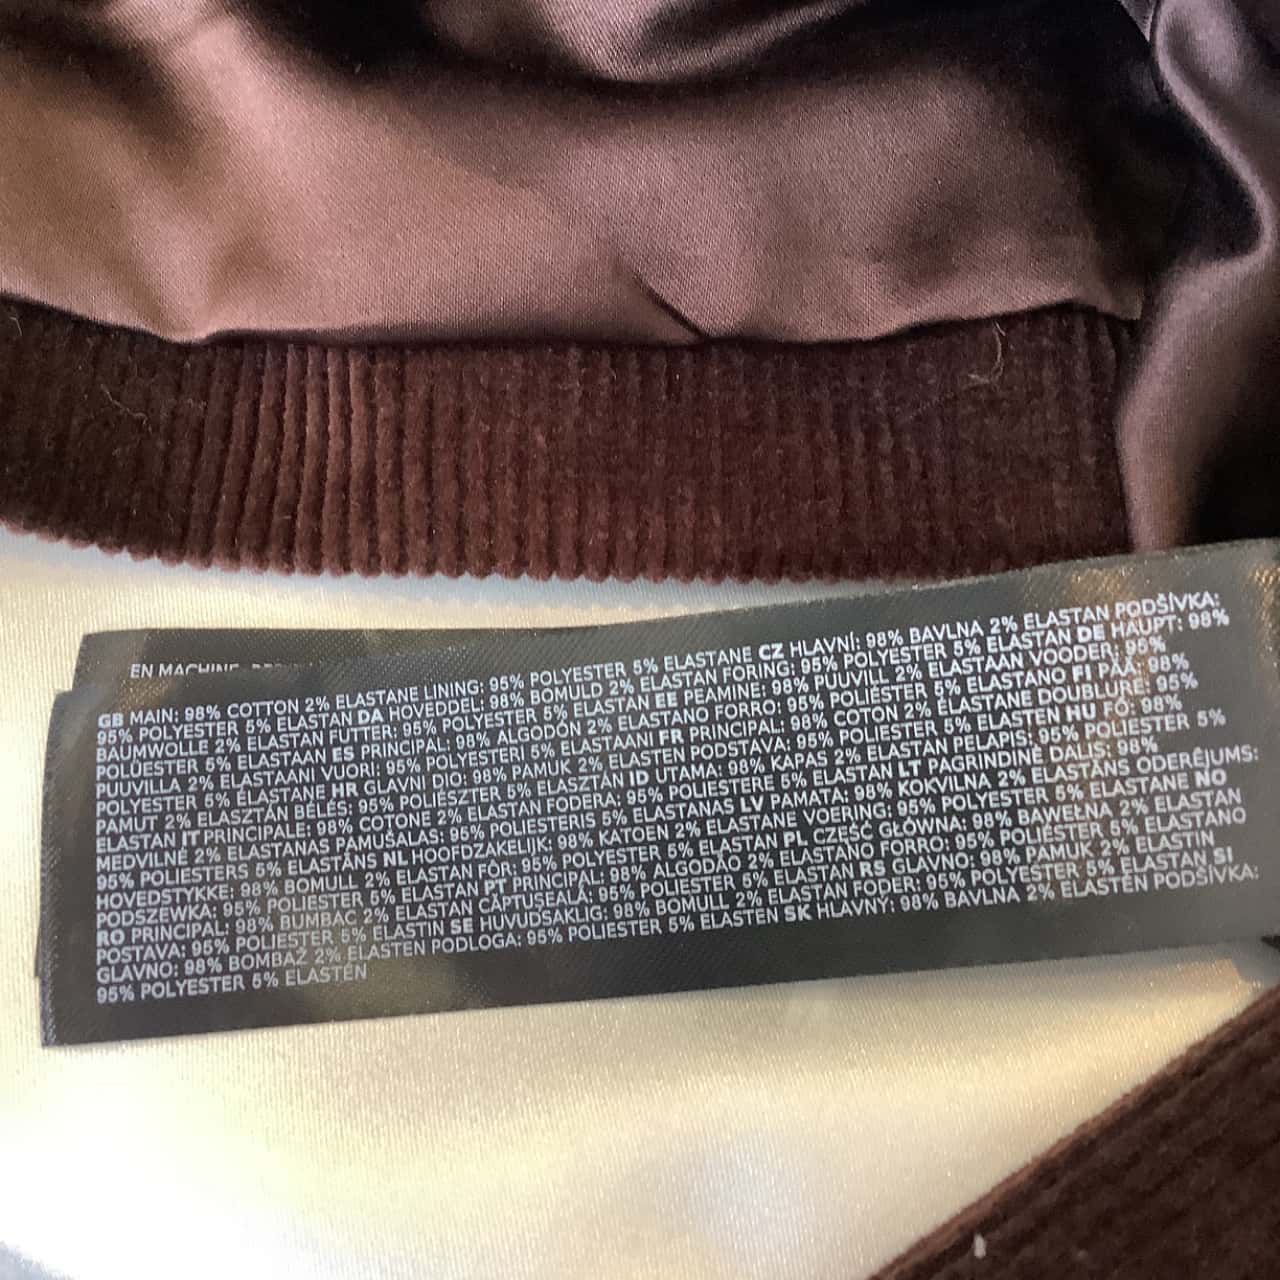 EN MACHINE
GB MAIN: 98% COTTON 2% ELASTANE LINING: 95% POLYESTER 5% ELASTANE CZ HLAVNÍ: 98% BAVLNA 2% ELASTAN PODŠÍVKA:
95% POLYESTER 5% ELASTAN DA HOVEDDEL: 98% BOMULD 2% ELASTAN FORING: 95% POLYESTER 5% ELASTAN DE HAUPT: 98%
BAUMWOLLE 2% ELASTAN FUTTER: 95% POLYESTER 5% ELASTAN EE PEAMINE: 98% PUUVILL 2% ELASTAAN VOODER: 95%
POLÜESTER 5% ELASTAAN ES PRINCIPAL: 98% ALGODÓN 2% ELASTANO FORRO: 95% POLIÉSTER 5% ELASTANO FI PÄÄ: 98%
PUUVILLA 2% ELASTAANI VUORI: 95% POLYESTERI 5% ELASTAANI FR PRINCIPAL: 98% COTON 2% ÉLASTANE DOUBLURE: 95%
POLYESTER 5% ÉLASTANE HR GLAVNI DIO: 98% PAMUK 2% ELASTEN PODSTAVA: 95% POLIESTER 5% ELASTEN HU FŐ: 98%
PAMUT 2% ELASZTÁN BÉLÉS: 95% POLIÉSZTER 5% ELASZTÁN ID UTAMA: 98% KAPAS 2% ELASTAN PELAPIS: 95% POLIESTER 5%
ELASTAN IT PRINCIPALE: 98% COTONE 2% ELASTAN FODERA: 95% POLIESTERE 5% ELASTAN LT PAGRINDINĖ DALIS: 98%
MEDVILNĖ 2% ELASTANAS PAMUŠALAS: 95% POLIESTERIS 5% ELASTANAS LV PAMATA: 98% KOKVILNA 2% ELASTĀNS ODERĒJUMS:
95% POLIESTERS 5% ELASTĀNS NL HOOFDZAKELIJK: 98% KATOEN 2% ELASTANE VOERING: 95% POLYESTER 5% ELASTANE NO
HOVEDSTYKKE: 98% BOMULL 2% ELASTAN FÔR: 95% POLYESTER 5% ELASTAN PL CZĘŚĆ GŁÓWNA: 98% BAWEŁNA 2% ELASTAN
PODSZEWKA: 95% POLIESTER 5% ELASTAN PT PRINCIPAL: 98% ALGODÃO 2% ELASTANO FORRO: 95% POLIÉSTER 5% ELASTANO
RO PRINCIPAL: 98% BUMBAC 2% ELASTAN CĂPTUȘEALĂ: 95% POLIESTER 5% ELASTAN RS GLAVNO: 98% PAMUK 2% ELASTIN
POSTAVA: 95% POLIESTER 5% ELASTIN SE HUVUDSAKLIG: 98% BOMULL 2% ELASTAN FODER: 95% POLYESTER 5% ELASTAN SI
GLAVNO: 98% BOMBAŽ 2% ELASTEN PODLOGA: 95% POLIESTER 5% ELASTEN SK HLAVNÝ: 98% BAVLNA 2% ELASTÉN PODŠÍVKA:
95% POLYESTER 5% ELASTÉN